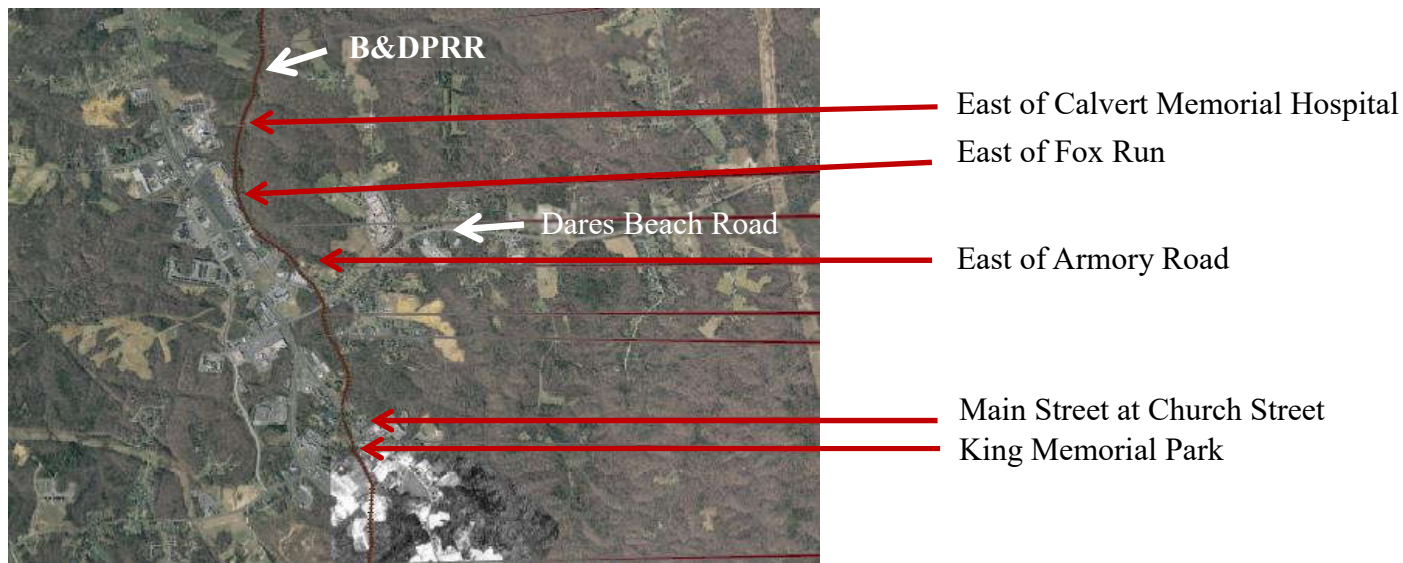 B&DPRR
East of Calvert Memorial Hospital
East of Fox Run
Dares Beach Road
East of Armory Road
Main Street at Church Street
King Memorial Park